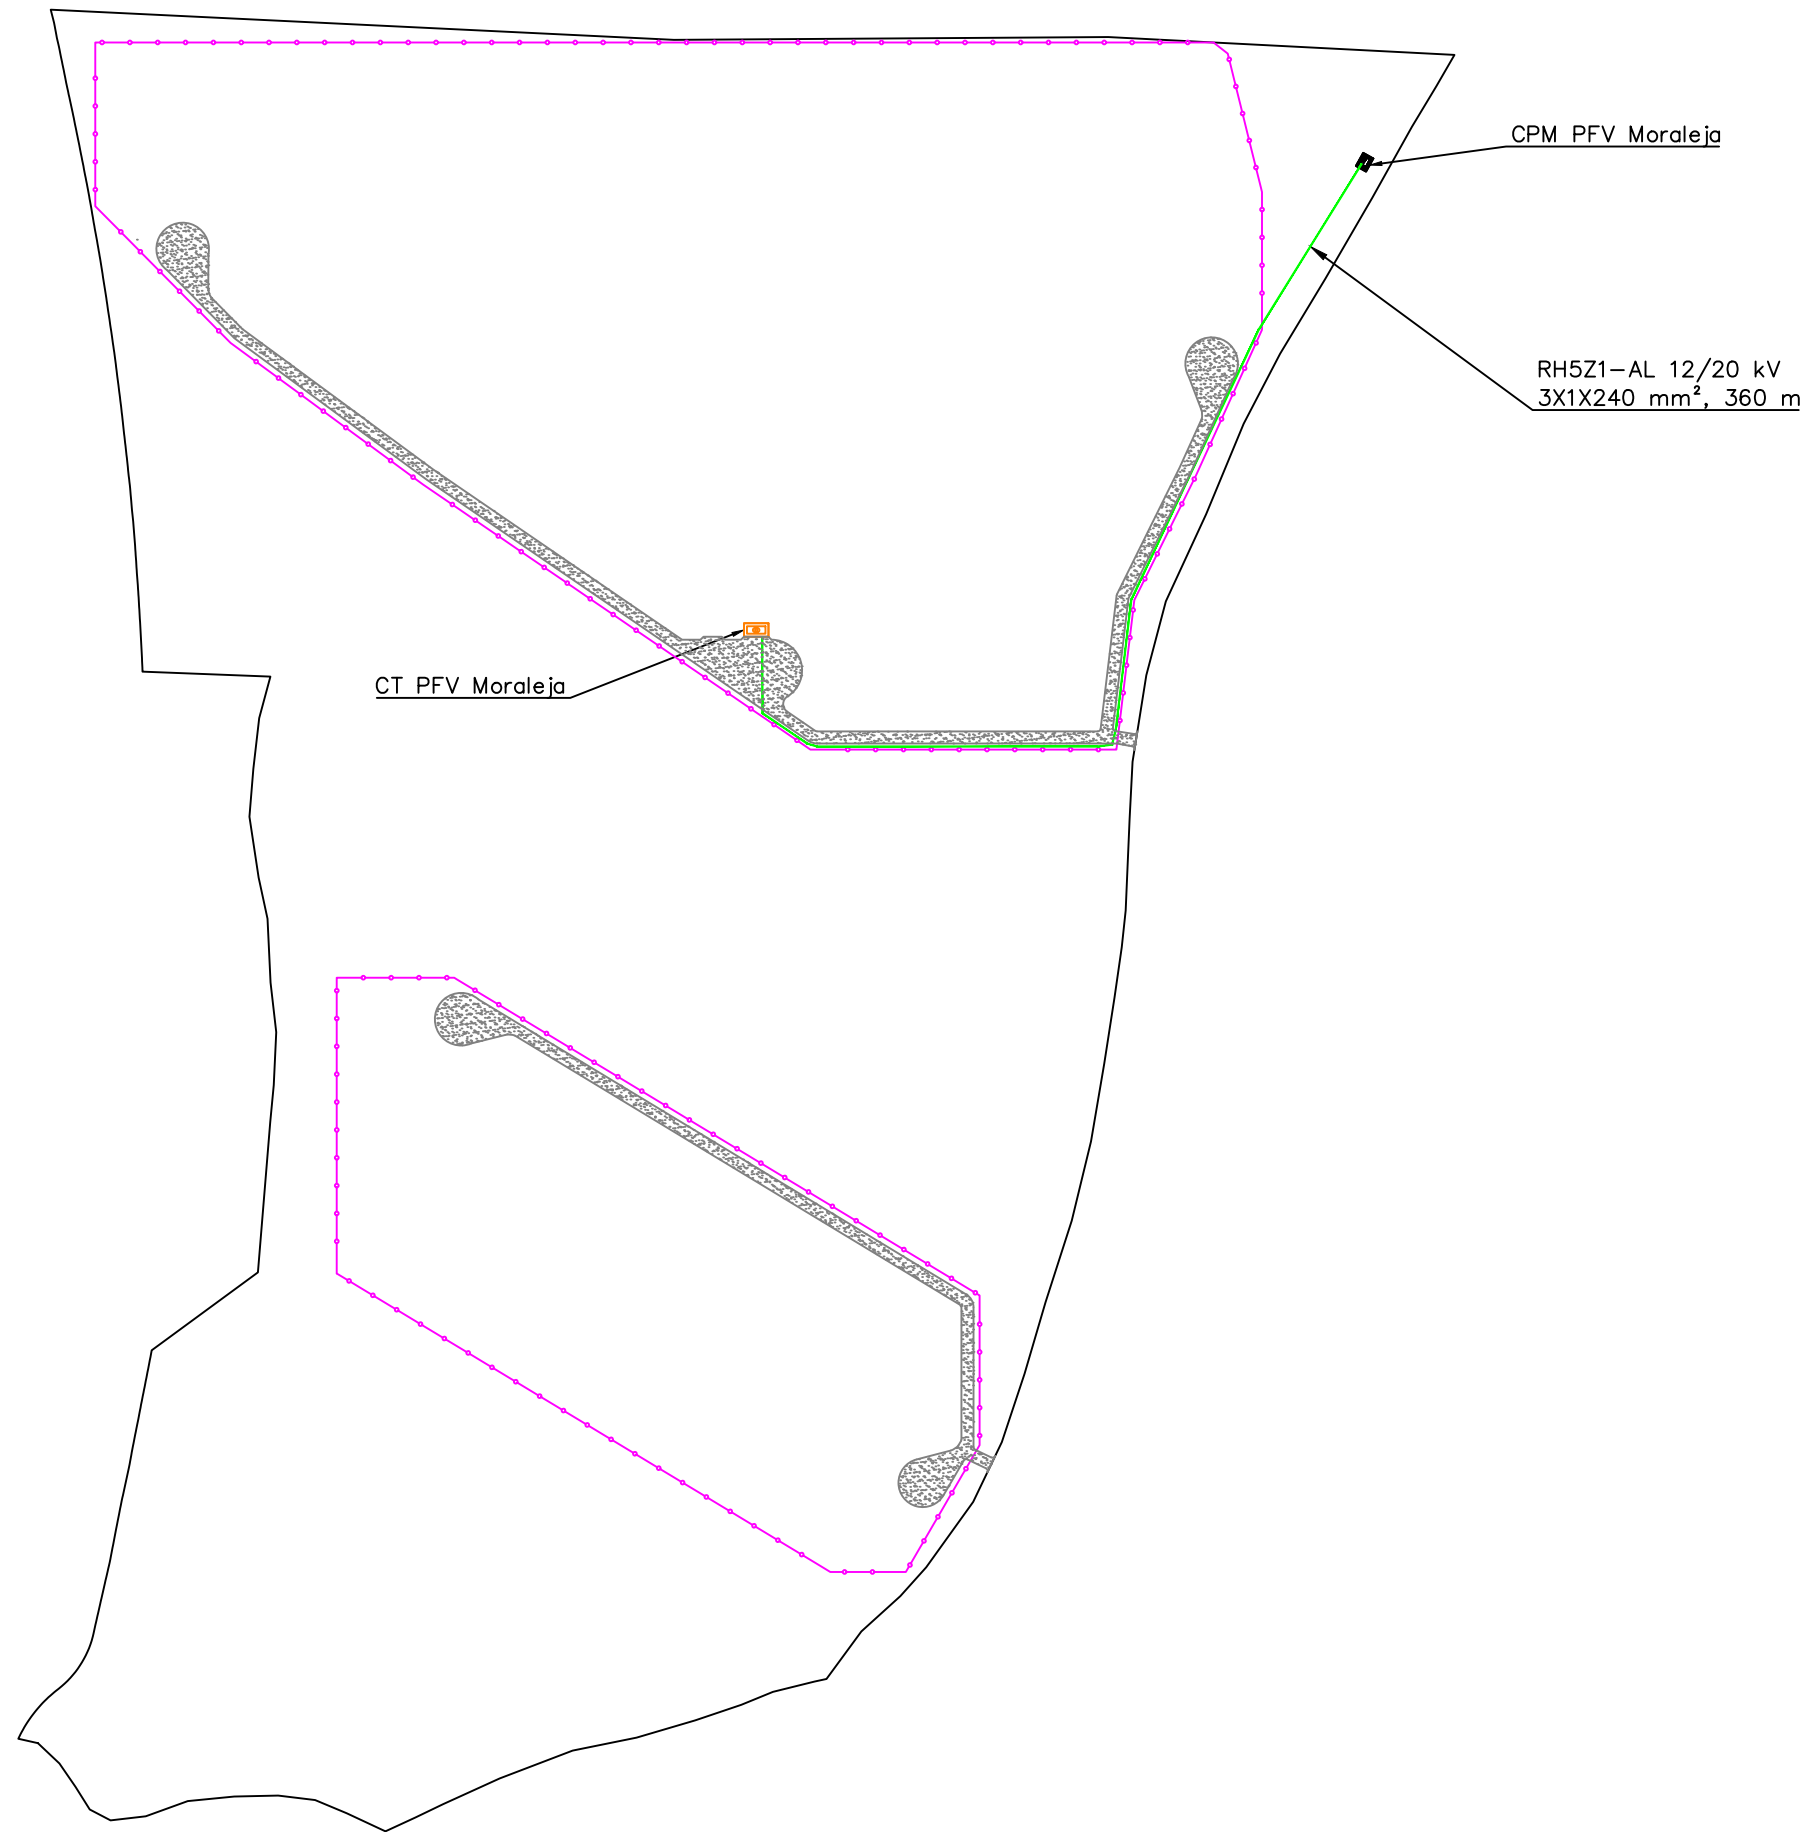 CPM PFV Moraleja
RH5Z1-AL 12/20 kV
3X1X240 mm², 360 m
CT PFV Moraleja